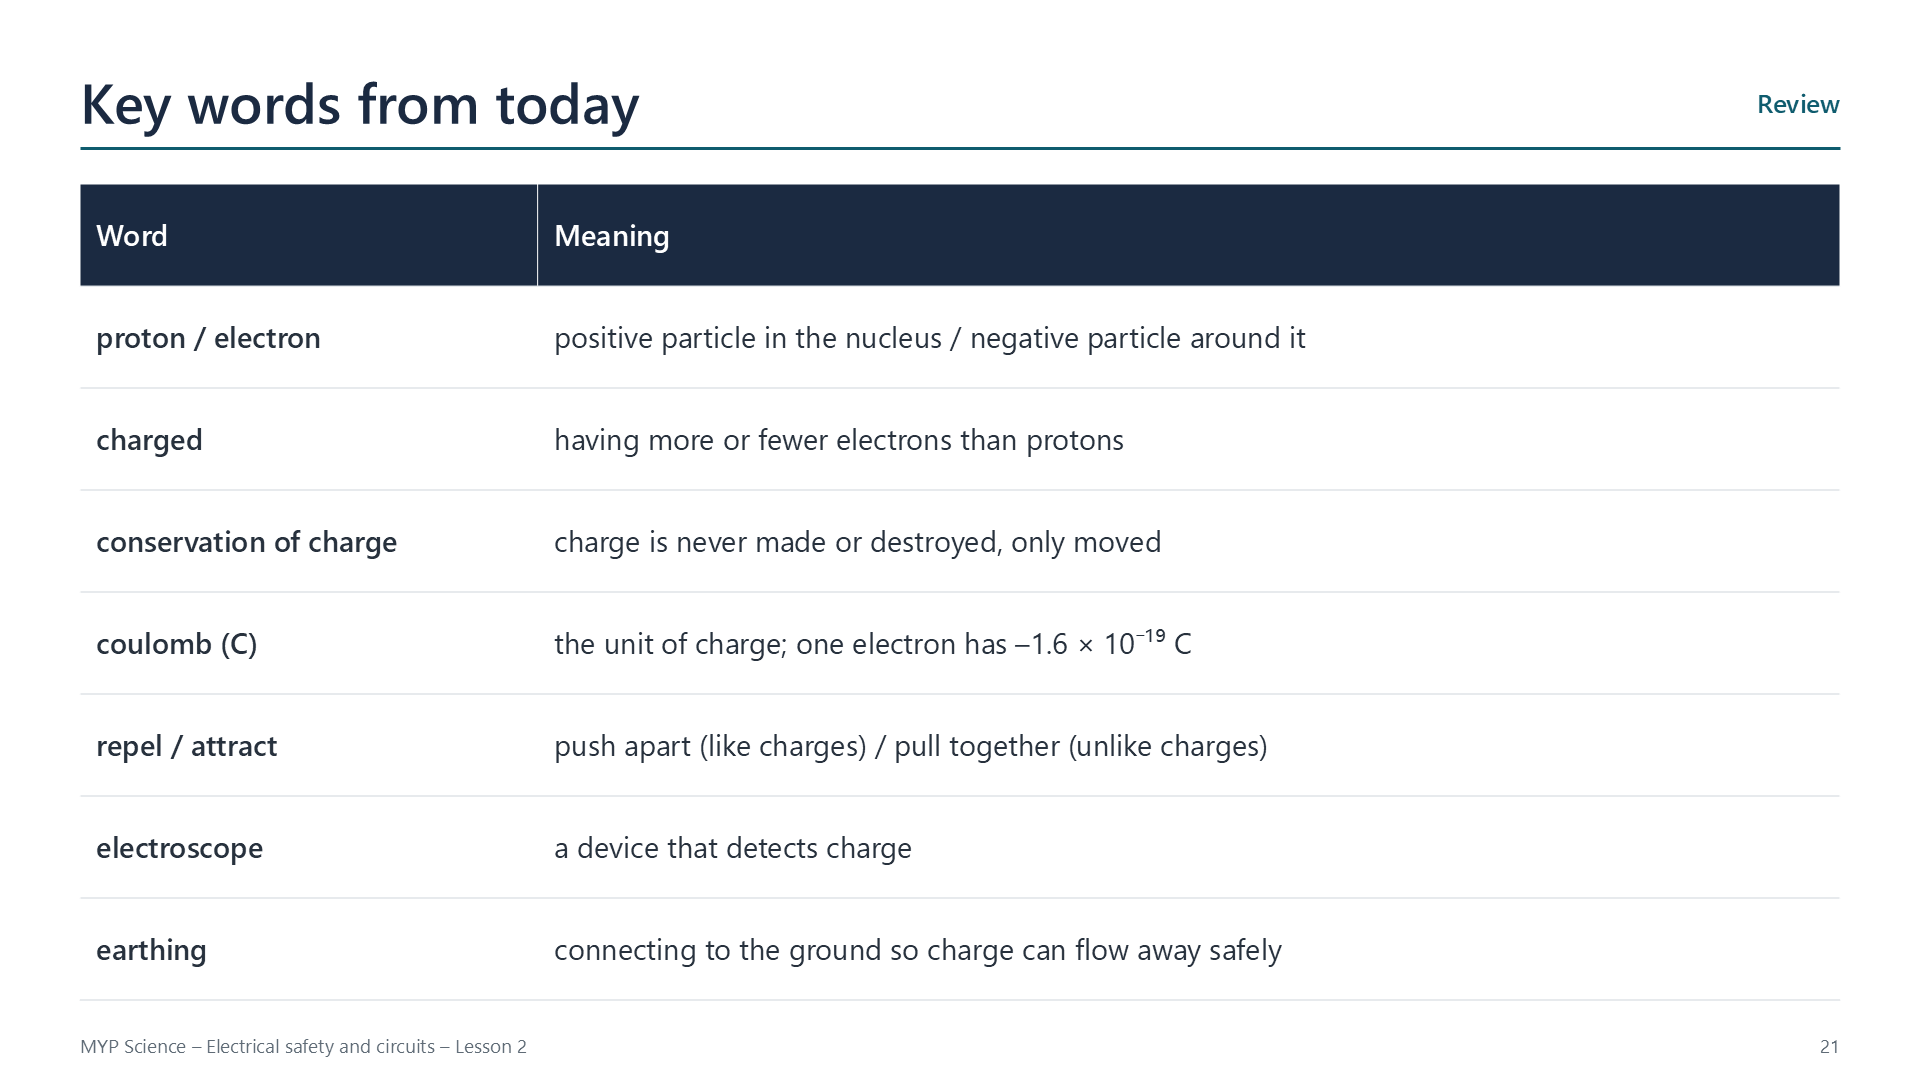 Key words from today
Review
Word Meaning
proton / electron positive particle in the nucleus / negative particle around it
charged having more or fewer electrons than protons
conservation of charge charge is never made or destroyed, only moved
coulomb (C) the unit of charge; one electron has –1.6 × 10⁻¹⁹ C
repel / attract push apart (like charges) / pull together (unlike charges)
electroscope a device that detects charge
earthing connecting to the ground so charge can flow away safely
MYP Science – Electrical safety and circuits – Lesson 2
21